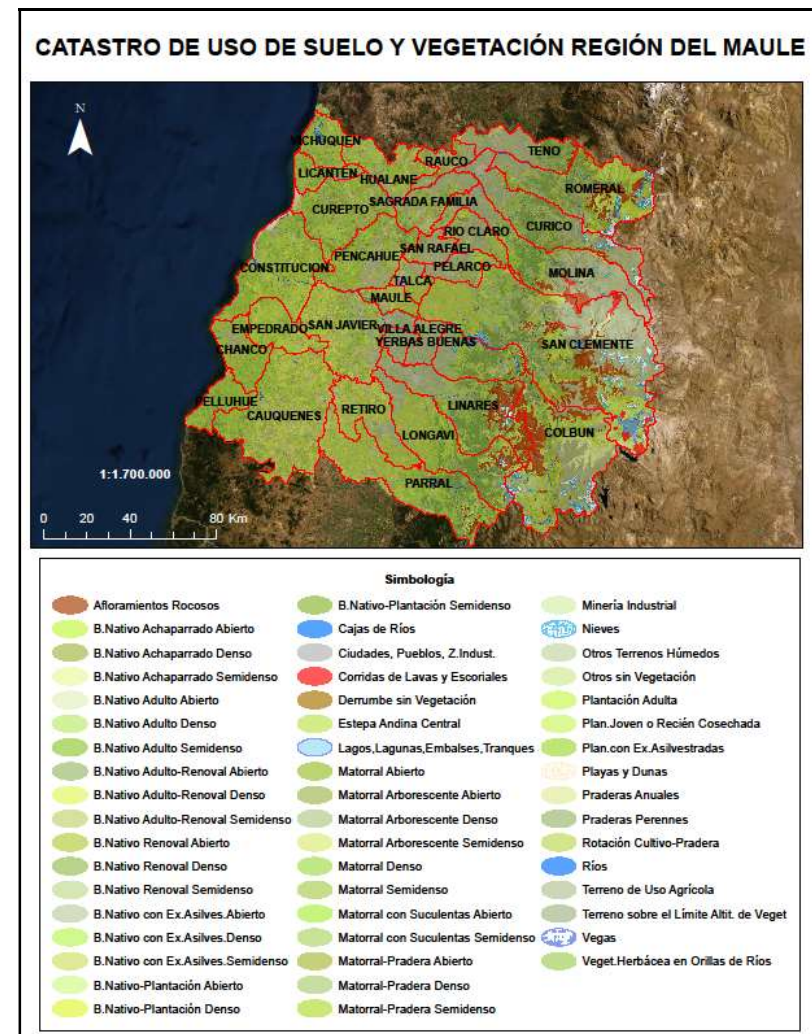 CATASTRO DE USO DE SUELO Y VEGETACIÓN REGIÓN DEL MAULE
N
VICHUQUEN
TENO
RAUCO
LICANTEN
HUALANE
ROMERAL
SAGRADA FAMILIA
CUREPTO
CURICO
RIO CLARO
SAN RAFAEL
PENCAHUE
PELARCO
CONSTITUCION
MOLINA
TALCA
MAULE
EMPEDRADO
SAN JAVIER
VILLA ALEGRE
YERBAS BUENAS
SAN CLEMENTE
CHANCO
PELLUHUE
CAUQUENES
RETIRO
LINARES
LONGAVI
COLBUN
PARRAL
1:1.700.000
0 20 40 80 Km
Simbología
Afloramientos Rocosos
B.Nativo Achaparrado Abierto
B.Nativo Achaparrado Denso
B.Nativo Achaparrado Semidenso
B.Nativo Adulto Abierto
B.Nativo Adulto Denso
B.Nativo Adulto Semidenso
B.Nativo Adulto-Renoval Abierto
B.Nativo Adulto-Renoval Denso
B.Nativo Adulto-Renoval Semidenso
B.Nativo Renoval Abierto
B.Nativo Renoval Denso
B.Nativo Renoval Semidenso
B.Nativo con Ex.Asilves.Abierto
B.Nativo con Ex.Asilves.Denso
B.Nativo con Ex.Asilves.Semidenso
B.Nativo-Plantación Abierto
B.Nativo-Plantación Denso
B.Nativo-Plantación Semidenso
Cajas de Ríos
Ciudades, Pueblos, Z.Indust.
Corridas de Lavas y Escoriales
Derrumbe sin Vegetación
Estepa Andina Central
Lagos,Lagunas,Embalses,Tranques
Matorral Abierto
Matorral Arborescente Abierto
Matorral Arborescente Denso
Matorral Arborescente Semidenso
Matorral Denso
Matorral Semidenso
Matorral con Suculentas Abierto
Matorral con Suculentas Semidenso
Matorral-Pradera Abierto
Matorral-Pradera Denso
Matorral-Pradera Semidenso
Minería Industrial
Nieves
Otros Terrenos Húmedos
Otros sin Vegetación
Plantación Adulta
Plan.Joven o Recién Cosechada
Plan.con Ex.Asilvestradas
Playas y Dunas
Praderas Anuales
Praderas Perennes
Rotación Cultivo-Pradera
Ríos
Terreno de Uso Agrícola
Terreno sobre el Límite Altit. de Veget
Vegas
Veget.Herbácea en Orillas de Ríos